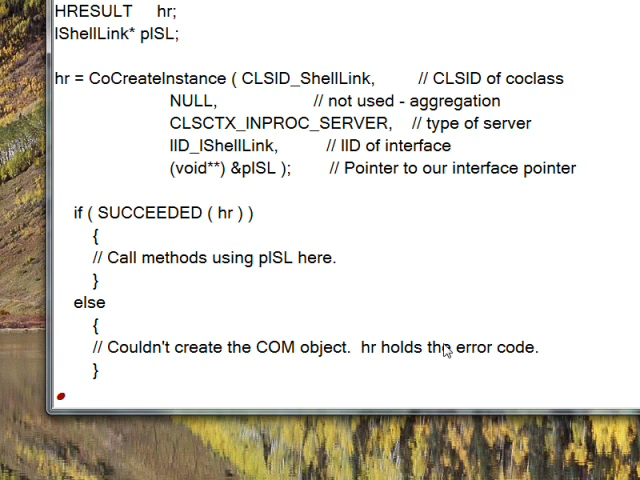 HRESULT hr;
IShellLink* pISL;
hr = CoCreateInstance ( CLSID_ShellLink, // CLSID of coclass
NULL, // not used - aggregation
CLSCTX_INPROC_SERVER, // type of server
IID_IShellLink, // IID of interface
(void**) &pISL ); // Pointer to our interface pointer
if ( SUCCEEDED ( hr ) )
{
// Call methods using pISL here.
}
else
{
// Couldn't create the COM object. hr holds the error code.
}